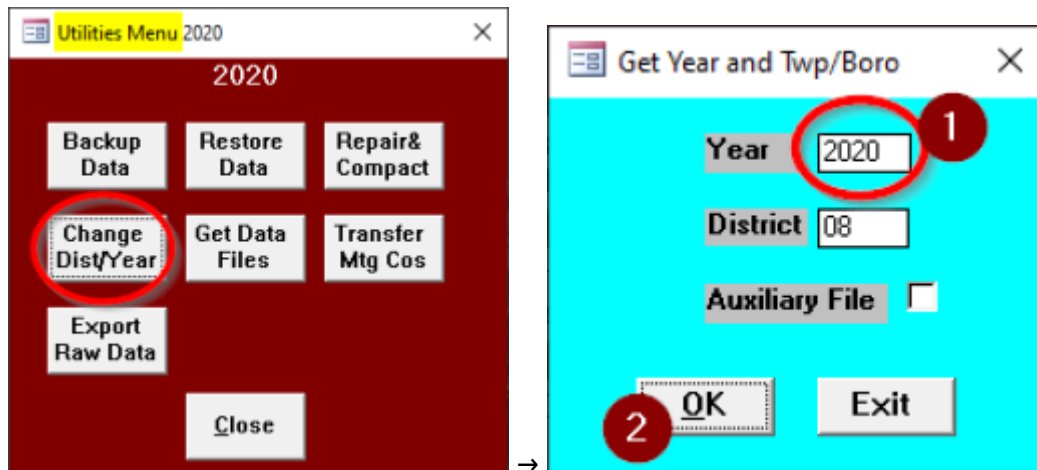 Utilities Menu 2020
2020
Backup
Data
Restore
Data
Repair&
Compact
Change
Dist/Year
Get Data
Files
Transfer
Mtg Cos
Export
Raw Data
Close
→
Get Year and Twp/Boro
Year 2020
1
District 08
Auxiliary File
2
OK
Exit